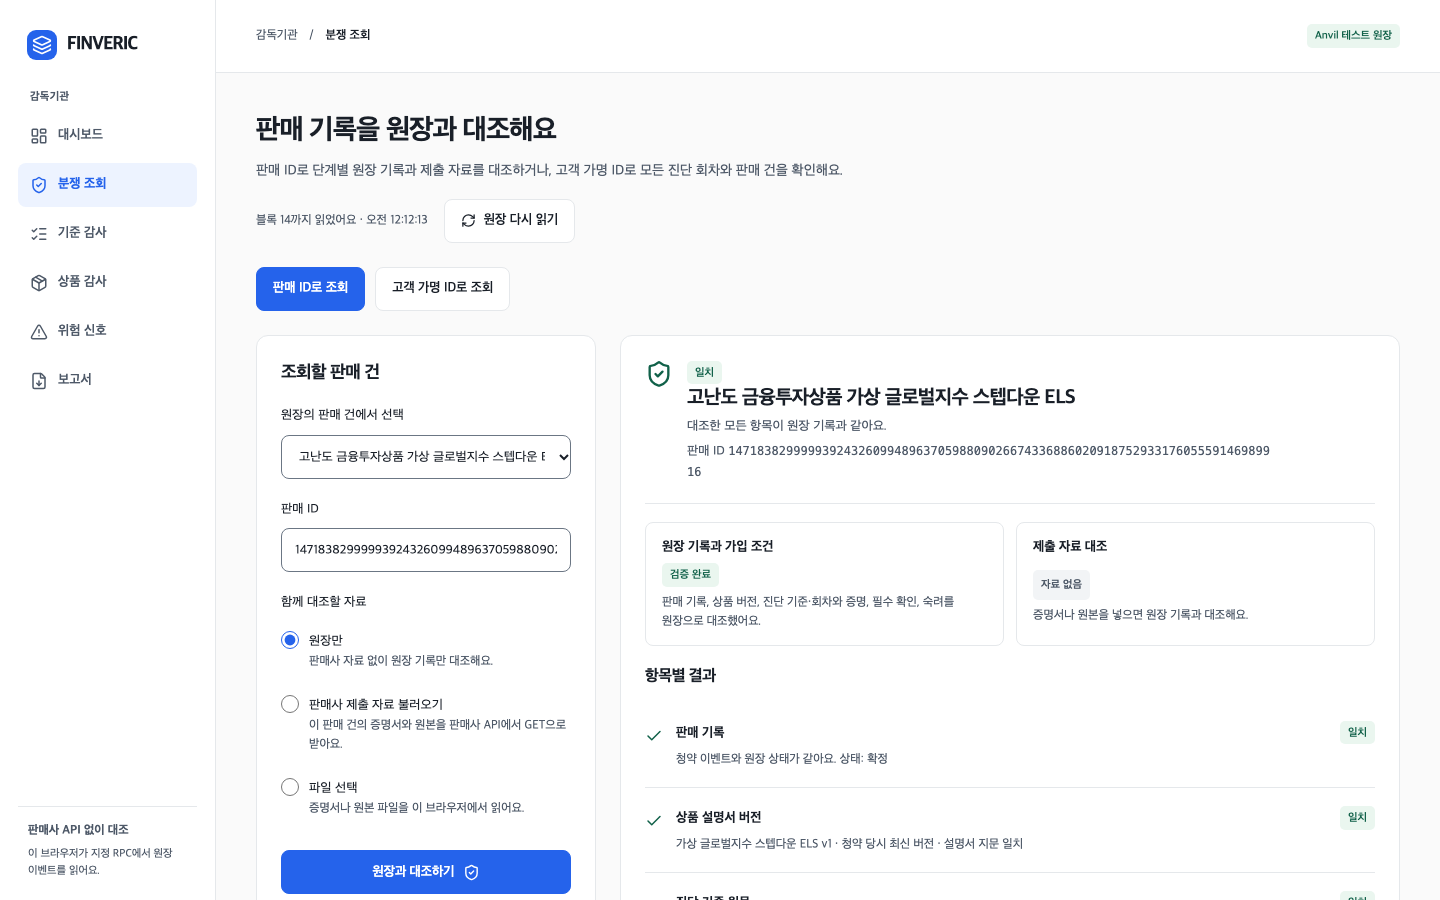 FINVERIC
감독기관
대시보드
분쟁 조회
기준 감사
상품 감사
위험 신호
보고서
판매사 API 없이 대조
이 브라우저가 지정 RPC에서 원장
이벤트를 읽어요.
감독기관 / 분쟁 조회
Anvil 테스트 원장
판매 기록을 원장과 대조해요
판매 ID로 단계별 원장 기록과 제출 자료를 대조하거나, 고객 가명 ID로 모든 진단 회차와 판매 건을 확인해요.
블록 14까지 읽었어요 · 오전 12:12:13
원장 다시 읽기
판매 ID로 조회
고객 가명 ID로 조회
조회할 판매 건
원장의 판매 건에서 선택
고난도 금융투자상품 가상 글로벌지수 스텝다운 E
판매 ID
1471838299999392432609948963705988090
함께 대조할 자료
원장만
판매사 자료 없이 원장 기록만 대조해요.
판매사 제출 자료 불러오기
이 판매 건의 증명서와 원본을 판매사 API에서 GET으로
받아요.
파일 선택
증명서나 원본 파일을 이 브라우저에서 읽어요.
원장과 대조하기
일치
고난도 금융투자상품 가상 글로벌지수 스텝다운 ELS
대조한 모든 항목이 원장 기록과 같아요.
판매 ID 147183829999939243260994896370598809026674336886020918752933176055591469899
16
원장 기록과 가입 조건
검증 완료
판매 기록, 상품 버전, 진단 기준·회차와 증명, 필수 확인, 숙려를
원장으로 대조했어요.
제출 자료 대조
자료 없음
증명서나 원본을 넣으면 원장 기록과 대조해요.
항목별 결과
판매 기록
일치
청약 이벤트와 원장 상태가 같아요. 상태: 확정
상품 설명서 버전
일치
가상 글로벌지수 스텝다운 ELS v1 · 청약 당시 최신 버전 · 설명서 지문 일치